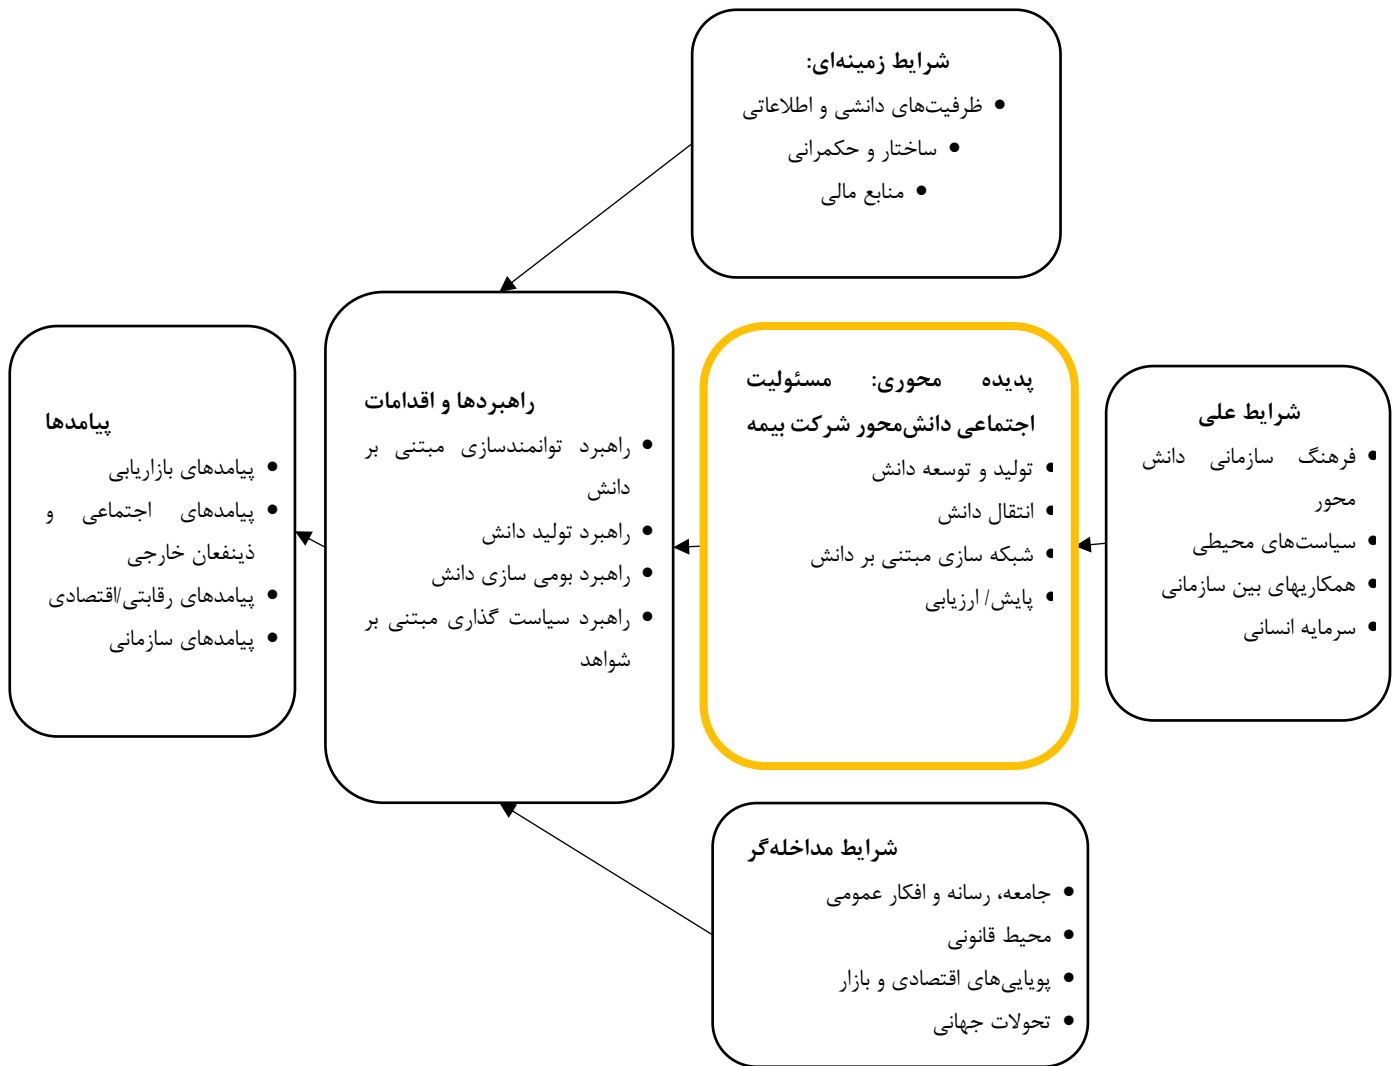 شرایط زمینه‌ای:
• ظرفیت‌های دانشی و اطلاعاتی
• ساختار و حکمرانی
• منابع مالی
شرایط علی
• فرهنگ سازمانی دانش
محور
• سیاست‌های محیطی
• همکاریهای بین سازمانی
• سرمایه انسانی
پدیده محوری: مسئولیت
اجتماعی دانش‌محور شرکت بیمه
• تولید و توسعه دانش
• انتقال دانش
• شبکه سازی مبتنی بر دانش
• پایش/ ارزیابی
راهبردها و اقدامات
• راهبرد توانمندسازی مبتنی بر
دانش
• راهبرد تولید دانش
• راهبرد بومی سازی دانش
• راهبرد سیاست گذاری مبتنی بر
شواهد
پیامدها
• پیامدهای بازاریابی
• پیامدهای اجتماعی و
ذینفعان خارجی
• پیامدهای رقابتی/اقتصادی
• پیامدهای سازمانی
شرایط مداخله‌گر
• جامعه، رسانه و افکار عمومی
• محیط قانونی
• پویایی‌های اقتصادی و بازار
• تحولات جهانی